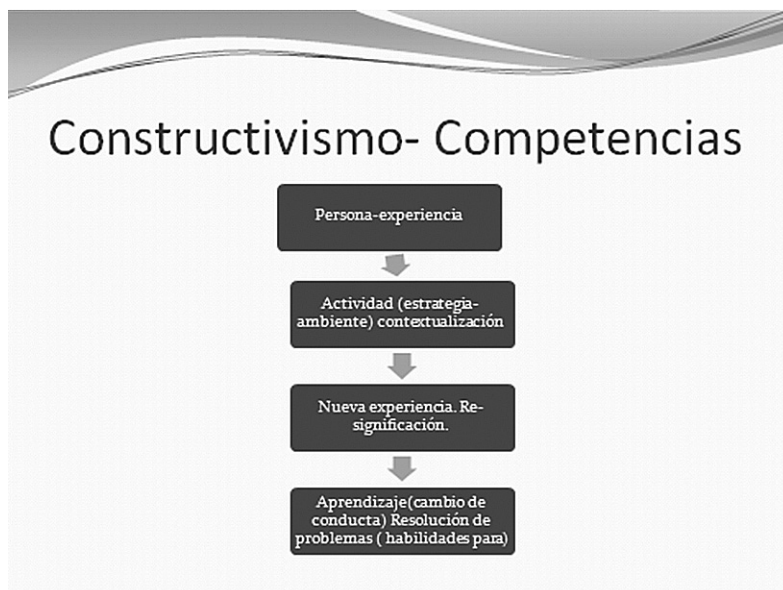 Constructivismo- Competencias
Persona-experiencia
Actividad (estrategia-
ambiente) contextualización
Nueva experiencia. Re-
significación.
Aprendizaje(cambio de
conducta) Resolución de
problemas ( habilidades para)